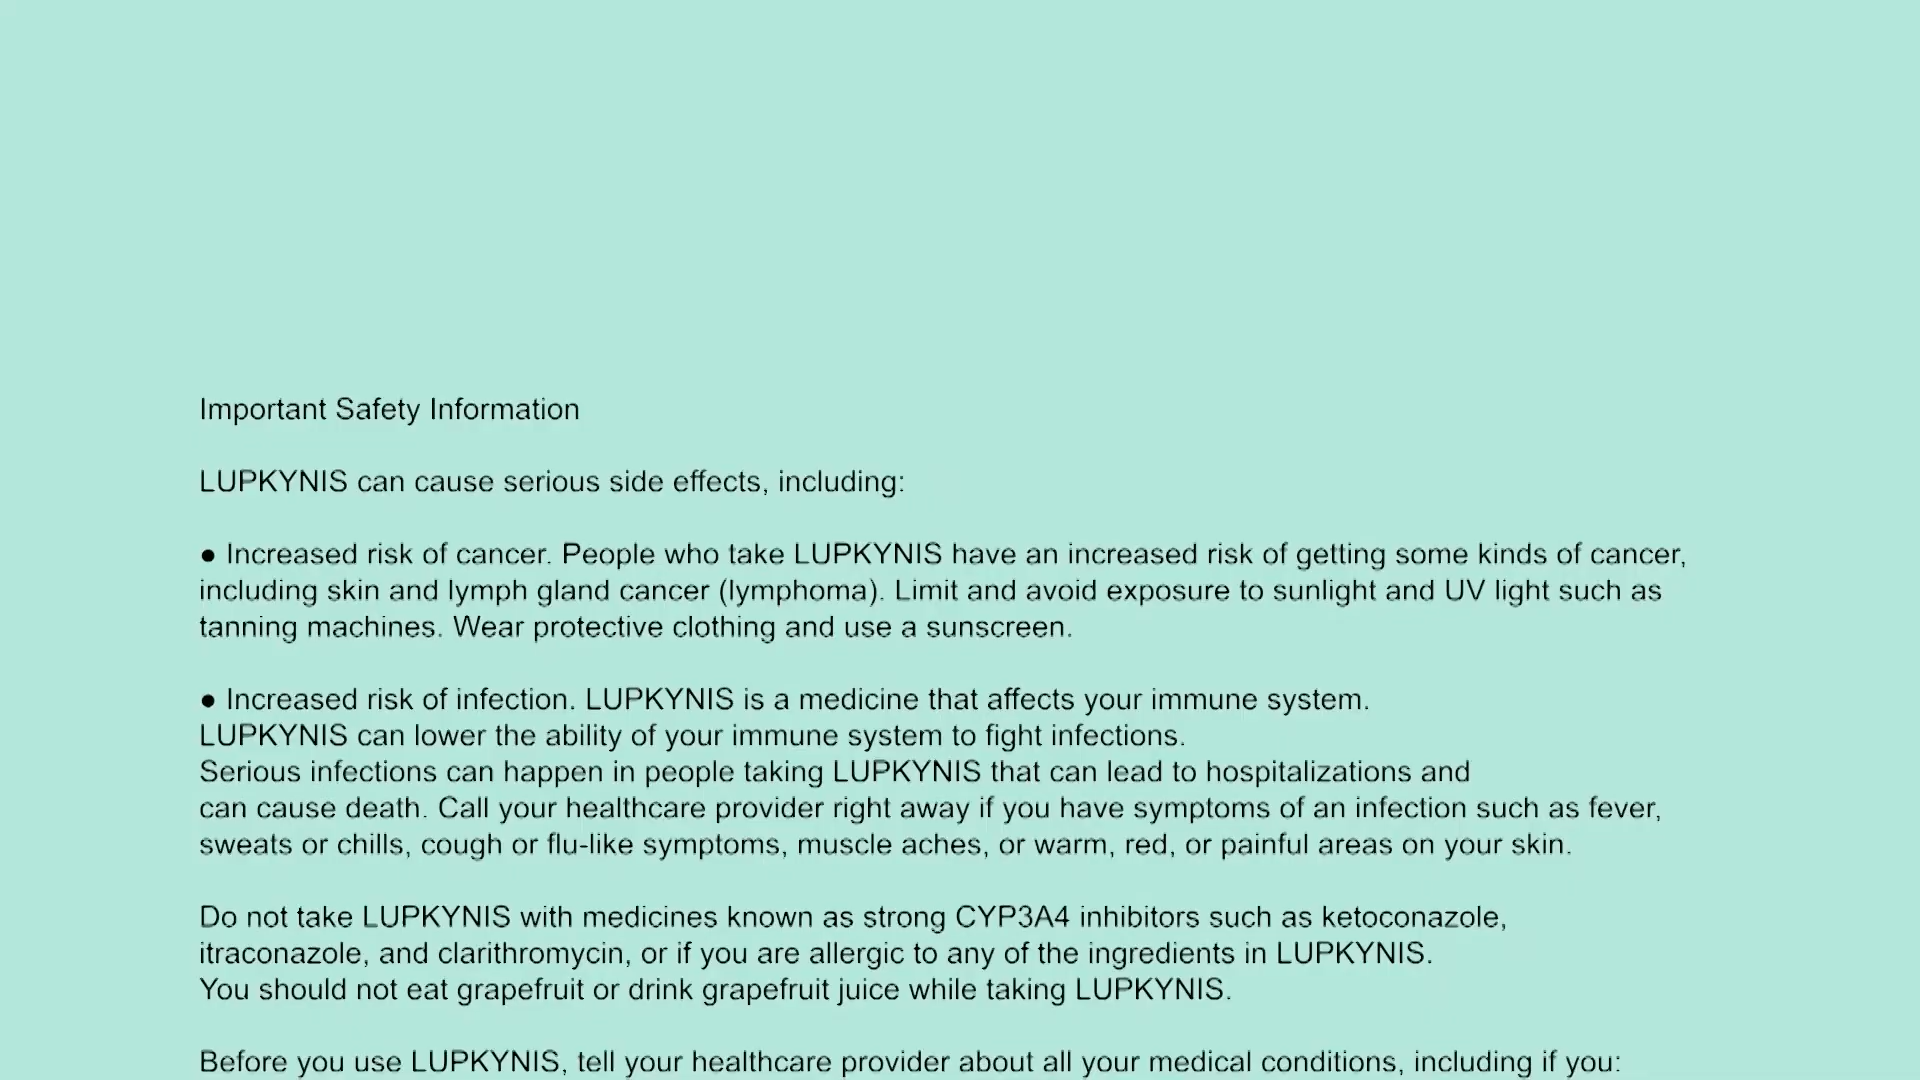 Important Safety Information
LUPKYNIS can cause serious side effects, including:
● Increased risk of cancer. People who take LUPKYNIS have an increased risk of getting some kinds of cancer,
including skin and lymph gland cancer (lymphoma). Limit and avoid exposure to sunlight and UV light such as
tanning machines. Wear protective clothing and use a sunscreen.
● Increased risk of infection. LUPKYNIS is a medicine that affects your immune system.
LUPKYNIS can lower the ability of your immune system to fight infections.
Serious infections can happen in people taking LUPKYNIS that can lead to hospitalizations and
can cause death. Call your healthcare provider right away if you have symptoms of an infection such as fever,
sweats or chills, cough or flu-like symptoms, muscle aches, or warm, red, or painful areas on your skin.
Do not take LUPKYNIS with medicines known as strong CYP3A4 inhibitors such as ketoconazole,
itraconazole, and clarithromycin, or if you are allergic to any of the ingredients in LUPKYNIS.
You should not eat grapefruit or drink grapefruit juice while taking LUPKYNIS.
Before you use LUPKYNIS, tell your healthcare provider about all your medical conditions, including if you: